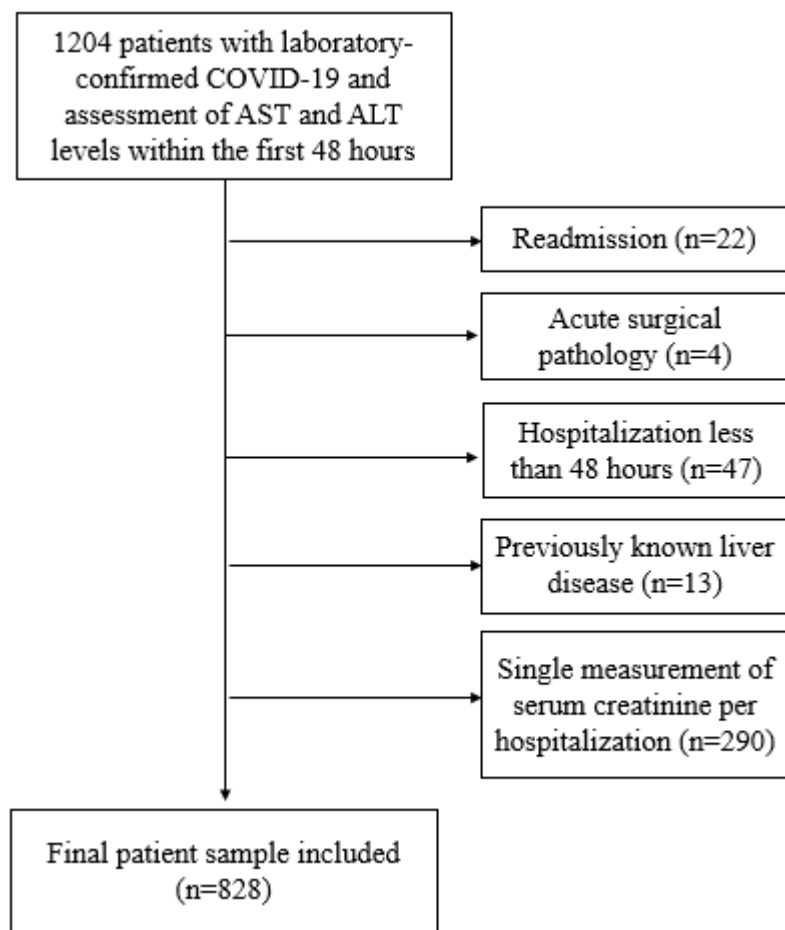 1204 patients with laboratory-
confirmed COVID-19 and
assessment of AST and ALT
levels within the first 48 hours
Readmission (n=22)
Acute surgical
pathology (n=4)
Hospitalization less
than 48 hours (n=47)
Previously known liver
disease (n=13)
Single measurement of
serum creatinine per
hospitalization (n=290)
Final patient sample included
(n=828)